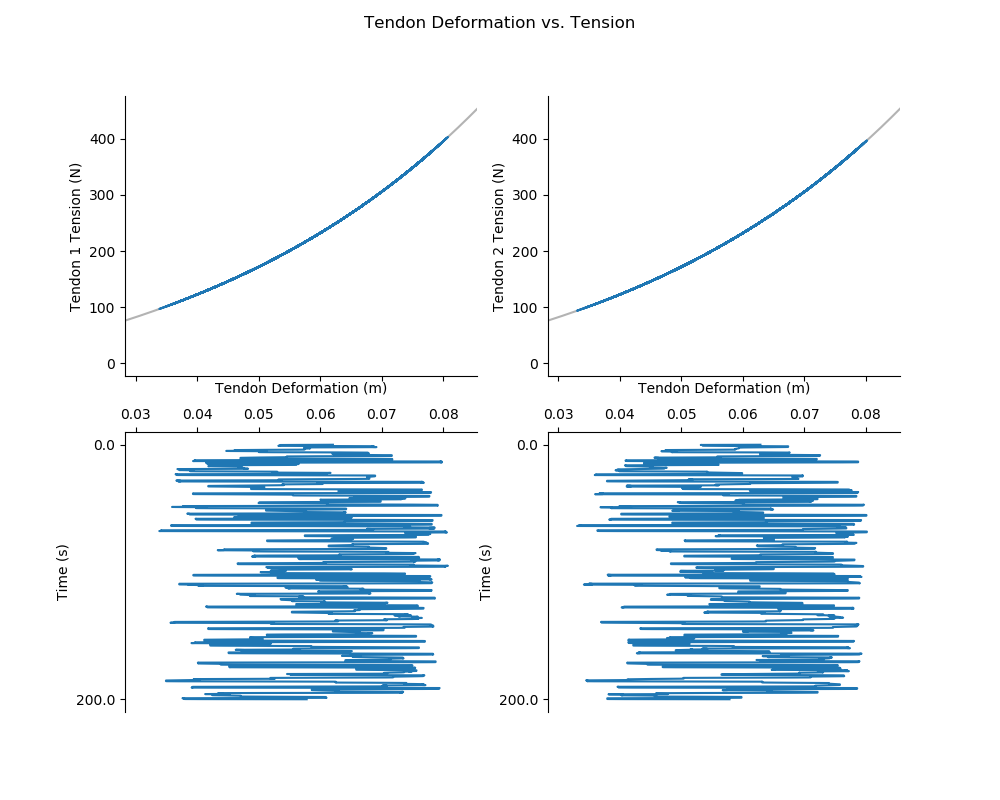 Tendon Deformation vs. Tension
400
300
200
100
0
Tendon 1 Tension (N)
Tendon Deformation (m)
0.03 0.04 0.05 0.06 0.07 0.08
400
300
200
100
0
Tendon 2 Tension (N)
Tendon Deformation (m)
0.03 0.04 0.05 0.06 0.07 0.08
0.0
200.0
Time (s)
0.0
200.0
Time (s)